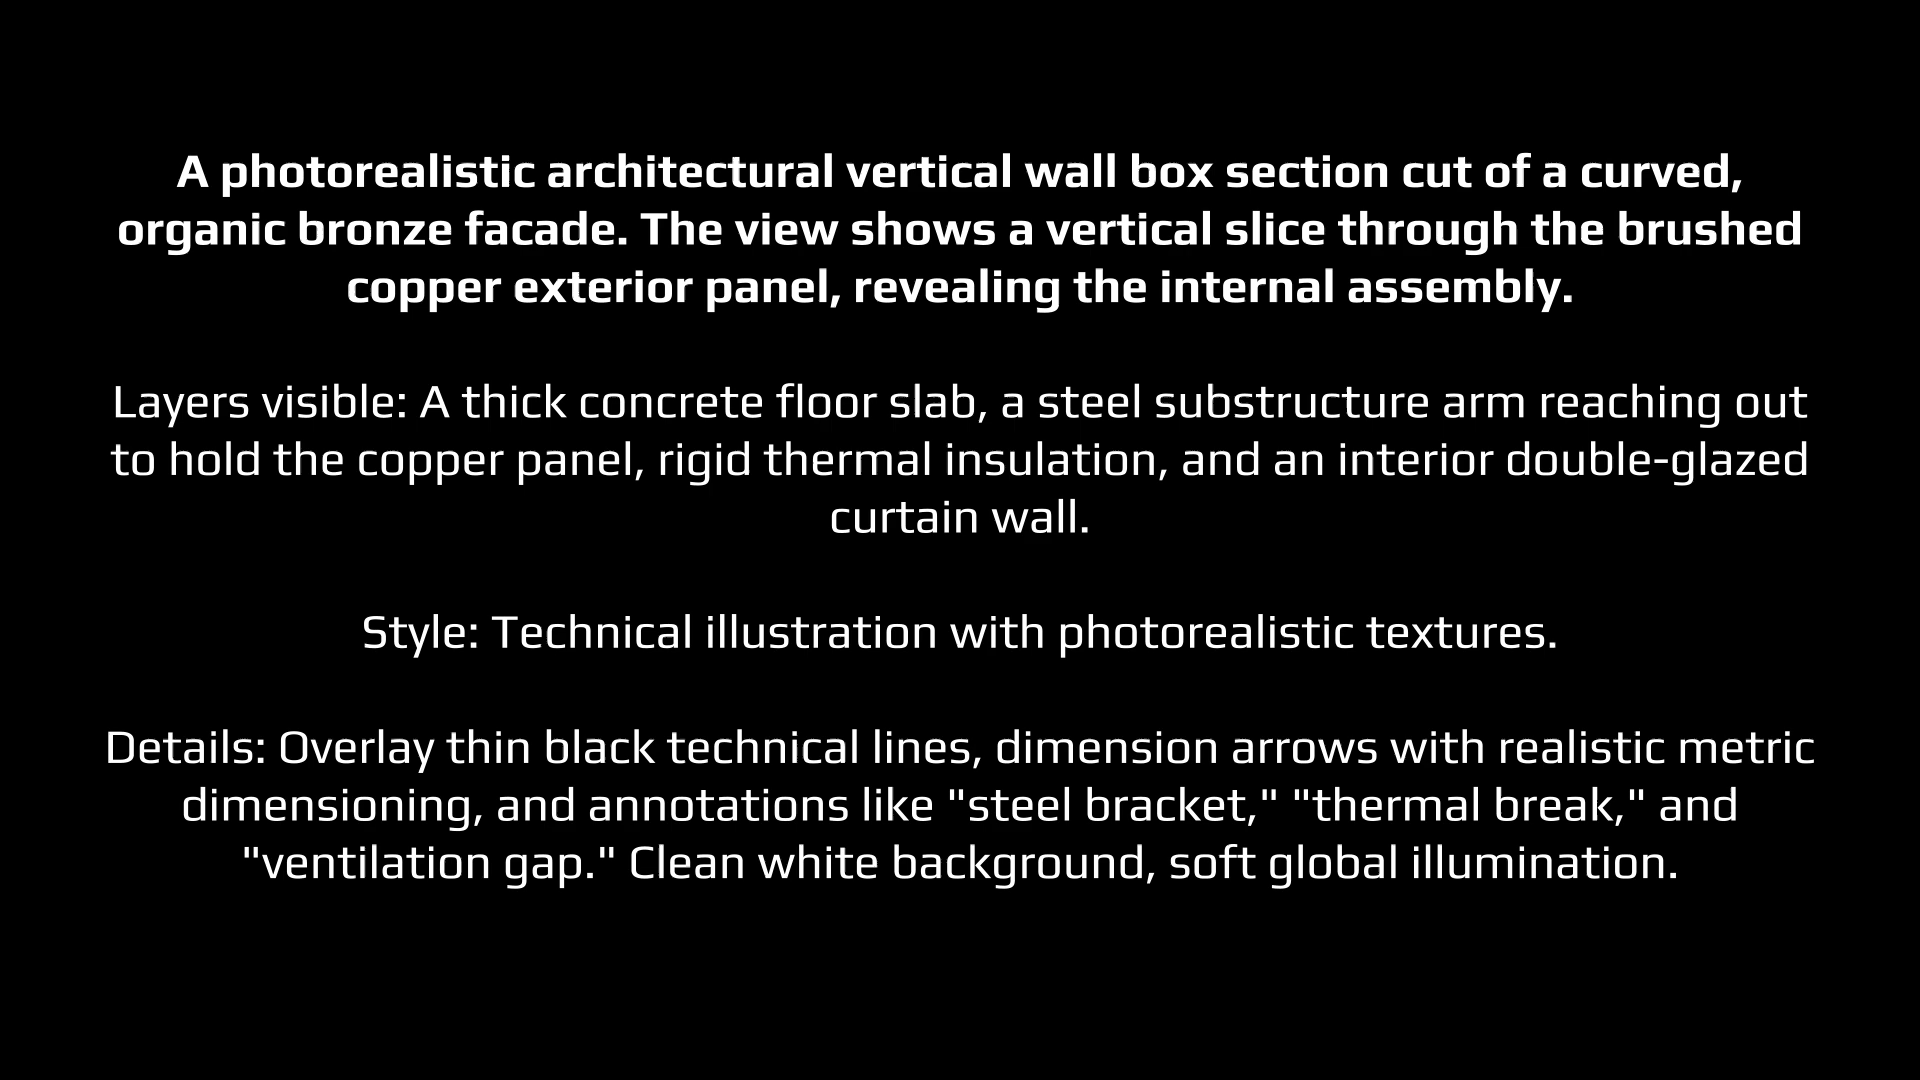 A photorealistic architectural vertical wall box section cut of a curved,
organic bronze facade. The view shows a vertical slice through the brushed
copper exterior panel, revealing the internal assembly.
Layers visible: A thick concrete floor slab, a steel substructure arm reaching out
to hold the copper panel, rigid thermal insulation, and an interior double-glazed
curtain wall.
Style: Technical illustration with photorealistic textures.
Details: Overlay thin black technical lines, dimension arrows with realistic metric
dimensioning, and annotations like "steel bracket," "thermal break," and
"ventilation gap." Clean white background, soft global illumination.